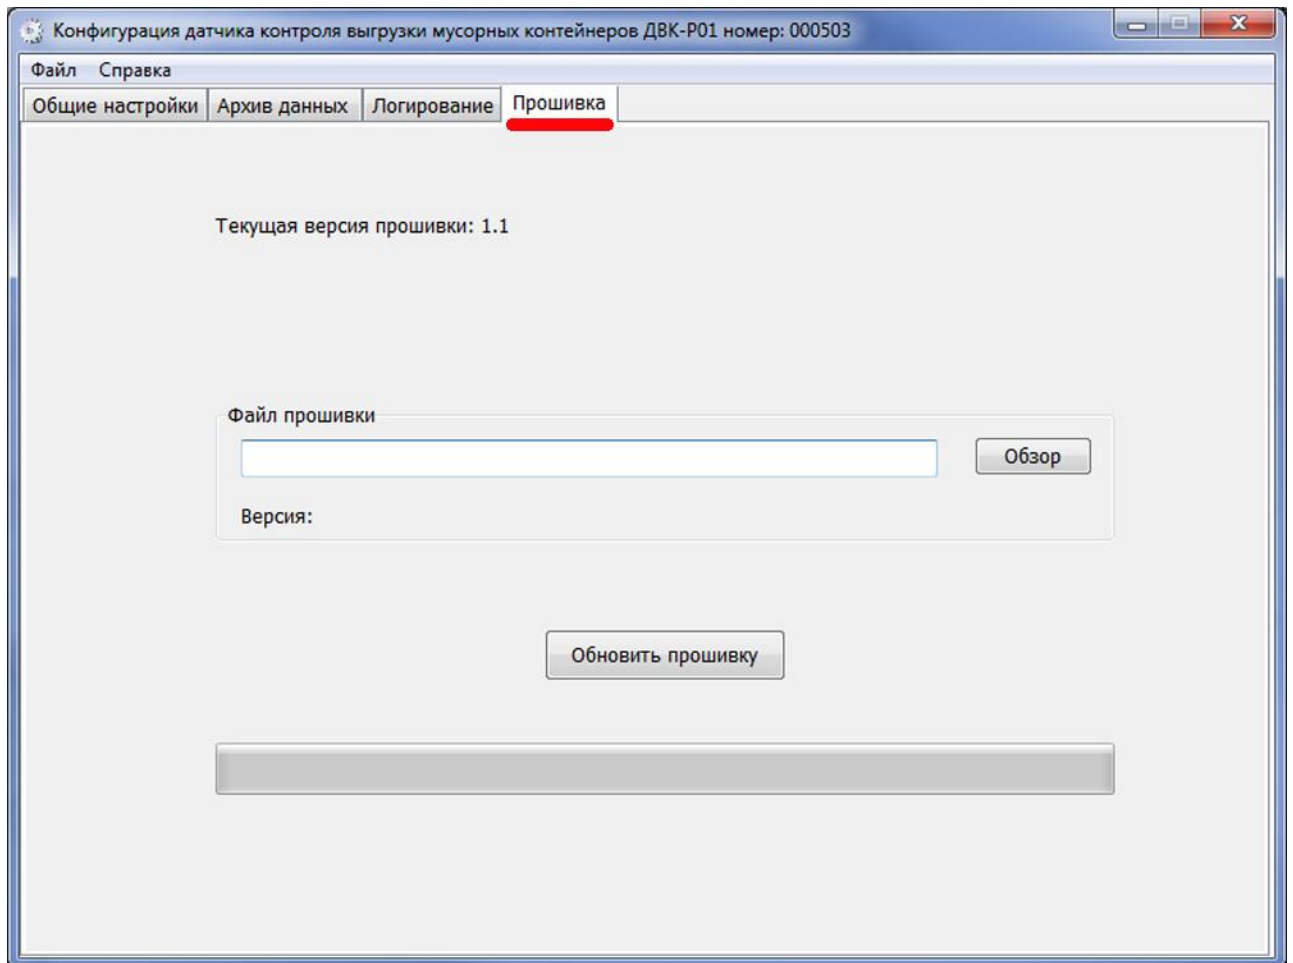 Конфигурация датчика контроля выгрузки мусорных контейнеров ДВК-Р01 номер: 000503
Файл Справка
Общие настройки Архив данных Логирование Прошивка
Текущая версия прошивки: 1.1
Файл прошивки
Обзор
Версия:
Обновить прошивку